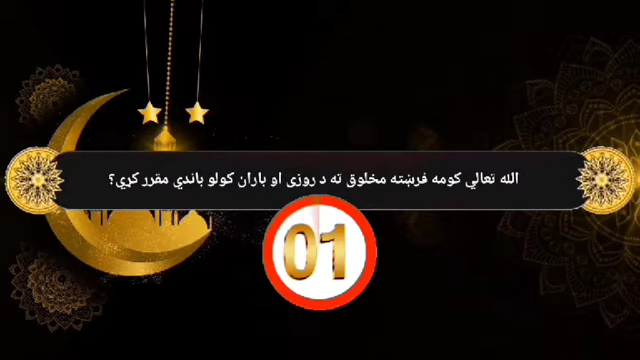 الله تعالي کومه فرښته مخلوق ته د روزی او باران کولو باندي مقرر کړي؟
01